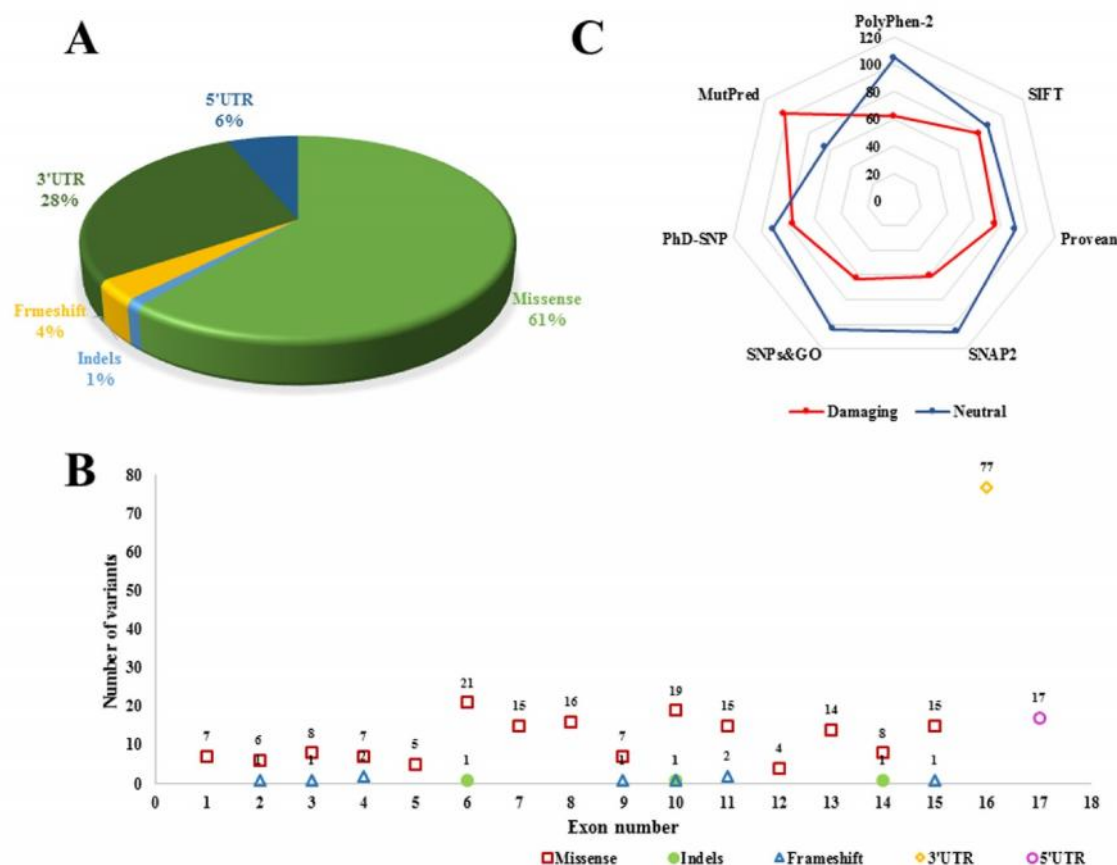 A
5'UTR
6%
3'UTR
28%
Frmeshift
4%
Indels
1%
Missense
61%
C
PolyPhen-2
120
100
80
60
40
20
0
MutPred
SIFT
PhD-SNP
Provean
SNPs&GO
SNAP2
Damaging Neutral
B
Number of variants
80
70
60
50
40
30
20
10
0
77
21
19
17
16
15 15 15
14
7 6 8 7 5 7 4 8
1 1 2 1 1 1 2 1 1
0 1 2 3 4 5 6 7 8 9 10 11 12 13 14 15 16 17 18
Exon number
Missense Indels Frameshift 3'UTR 5'UTR